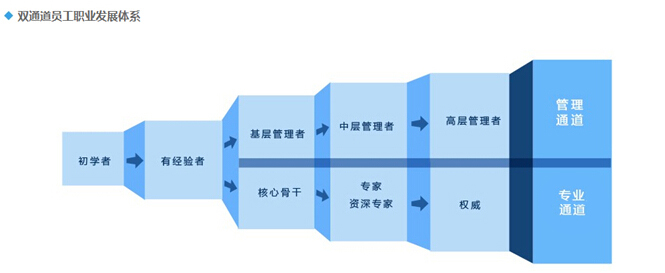 双通道员工职业发展体系
初学者
有经验者
基层管理者
中层管理者
高层管理者
管理
通道
核心骨干
专家
资深专家
权威
专业
通道